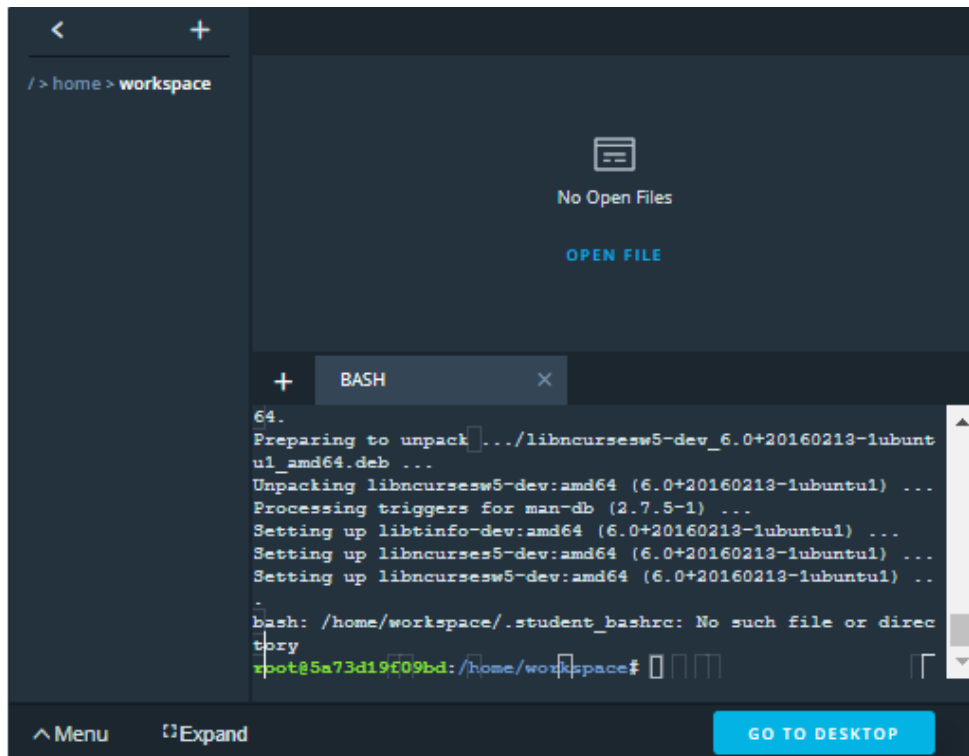 / > home > workspace
No Open Files
OPEN FILE
BASH
64.
Preparing to unpack .../libncursesw5-dev_6.0+20160213-1ubunt
u1_amd64.deb ...
Unpacking libncursesw5-dev:amd64 (6.0+20160213-1ubuntu1) ...
Processing triggers for man-db (2.7.5-1) ...
Setting up libtinfo-dev:amd64 (6.0+20160213-1ubuntu1) ...
Setting up libncurses5-dev:amd64 (6.0+20160213-1ubuntu1) ...
Setting up libncursesw5-dev:amd64 (6.0+20160213-1ubuntu1) ..
.
bash: /home/workspace/.student_bashrc: No such file or direc
tory
root@5a73d19f09bd:/home/workspace#
Menu Expand GO TO DESKTOP